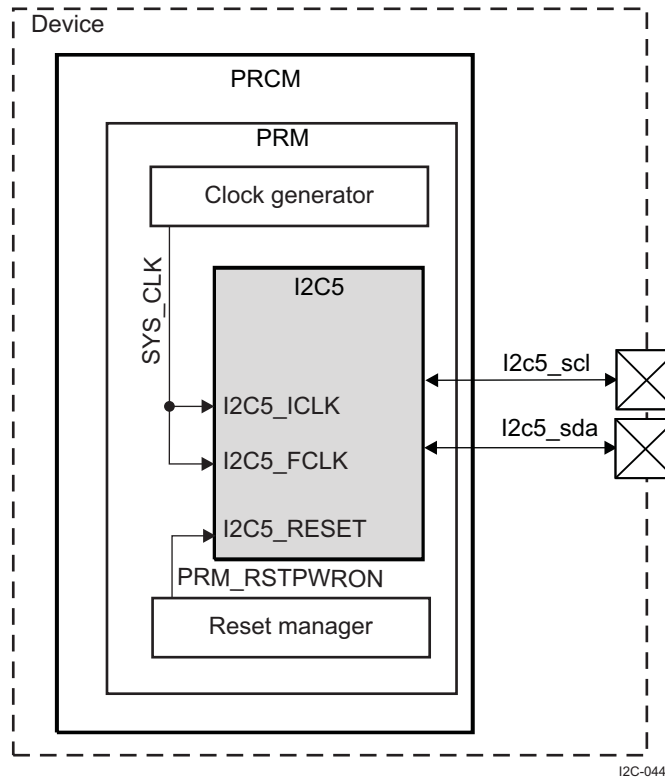 Device
PRCM
PRM
Clock generator
SYS_CLK
I2C5
I2c5_scl
I2C5_ICLK
I2c5_sda
I2C5_FCLK
I2C5_RESET
PRM_RSTPWRON
Reset manager
I2C-044